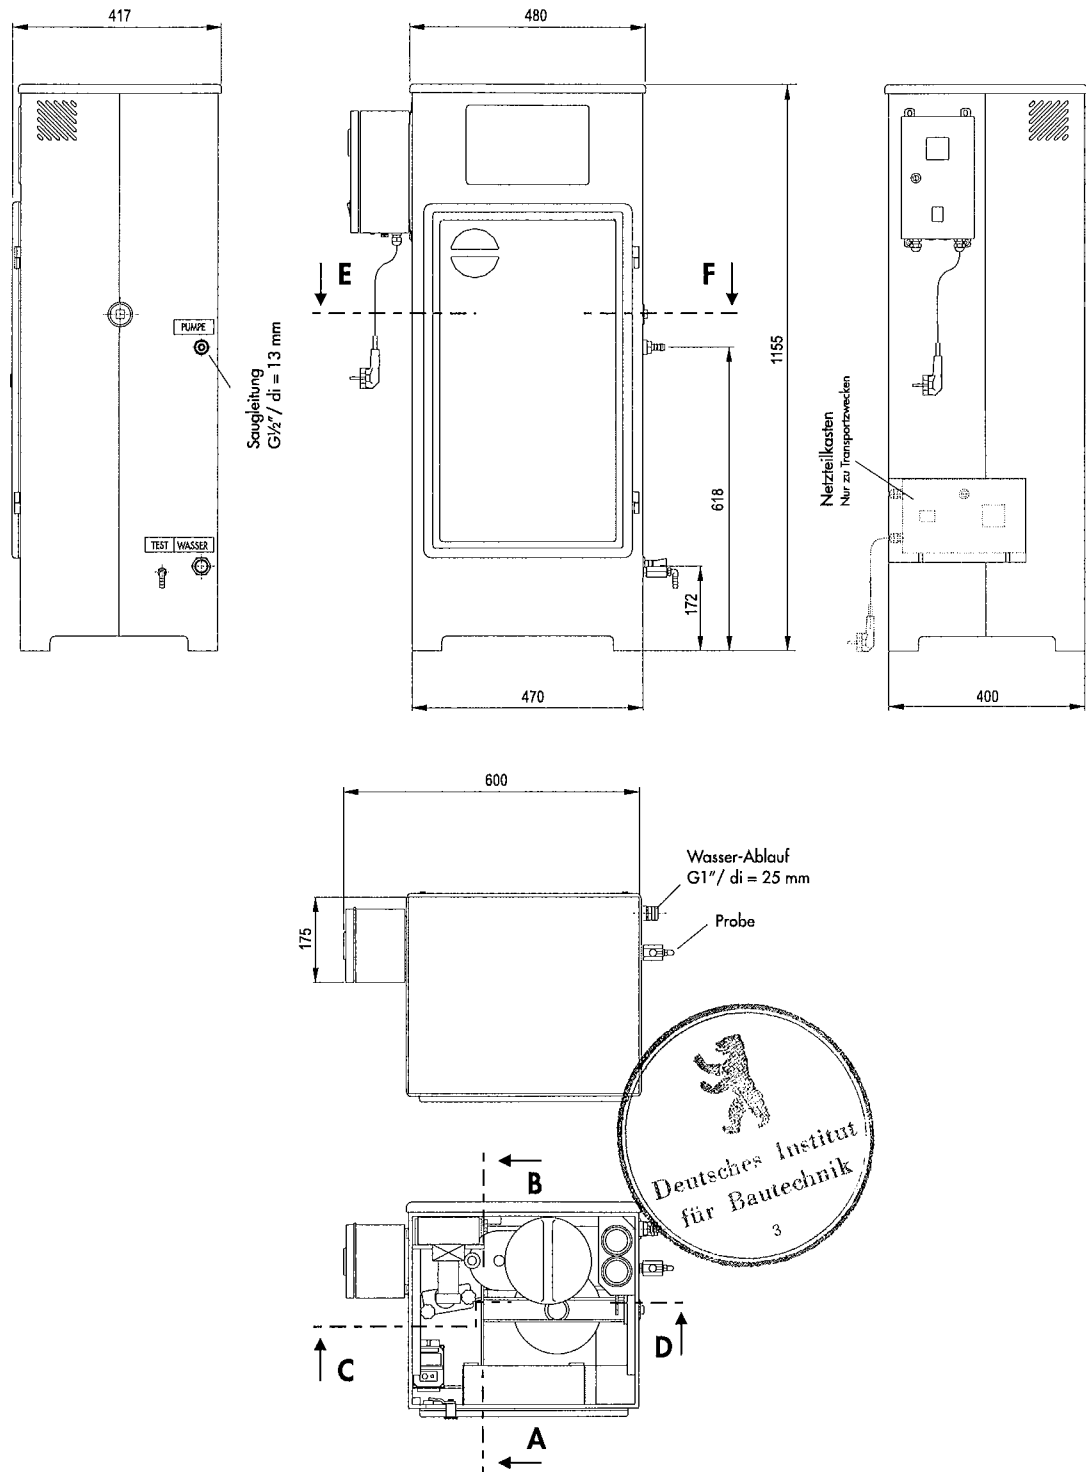 417
480
E
F
PUMPE
Saugleitung
G½"/ di = 13 mm
1155
618
172
TEST WASSER
Netzteilkasten
Nur zu Transportzwecken
470
400
600
175
Wasser-Ablauf
G1"/ di = 25 mm
Probe
Deutsches Institut
für Bautechnik
3
B
C
D
A